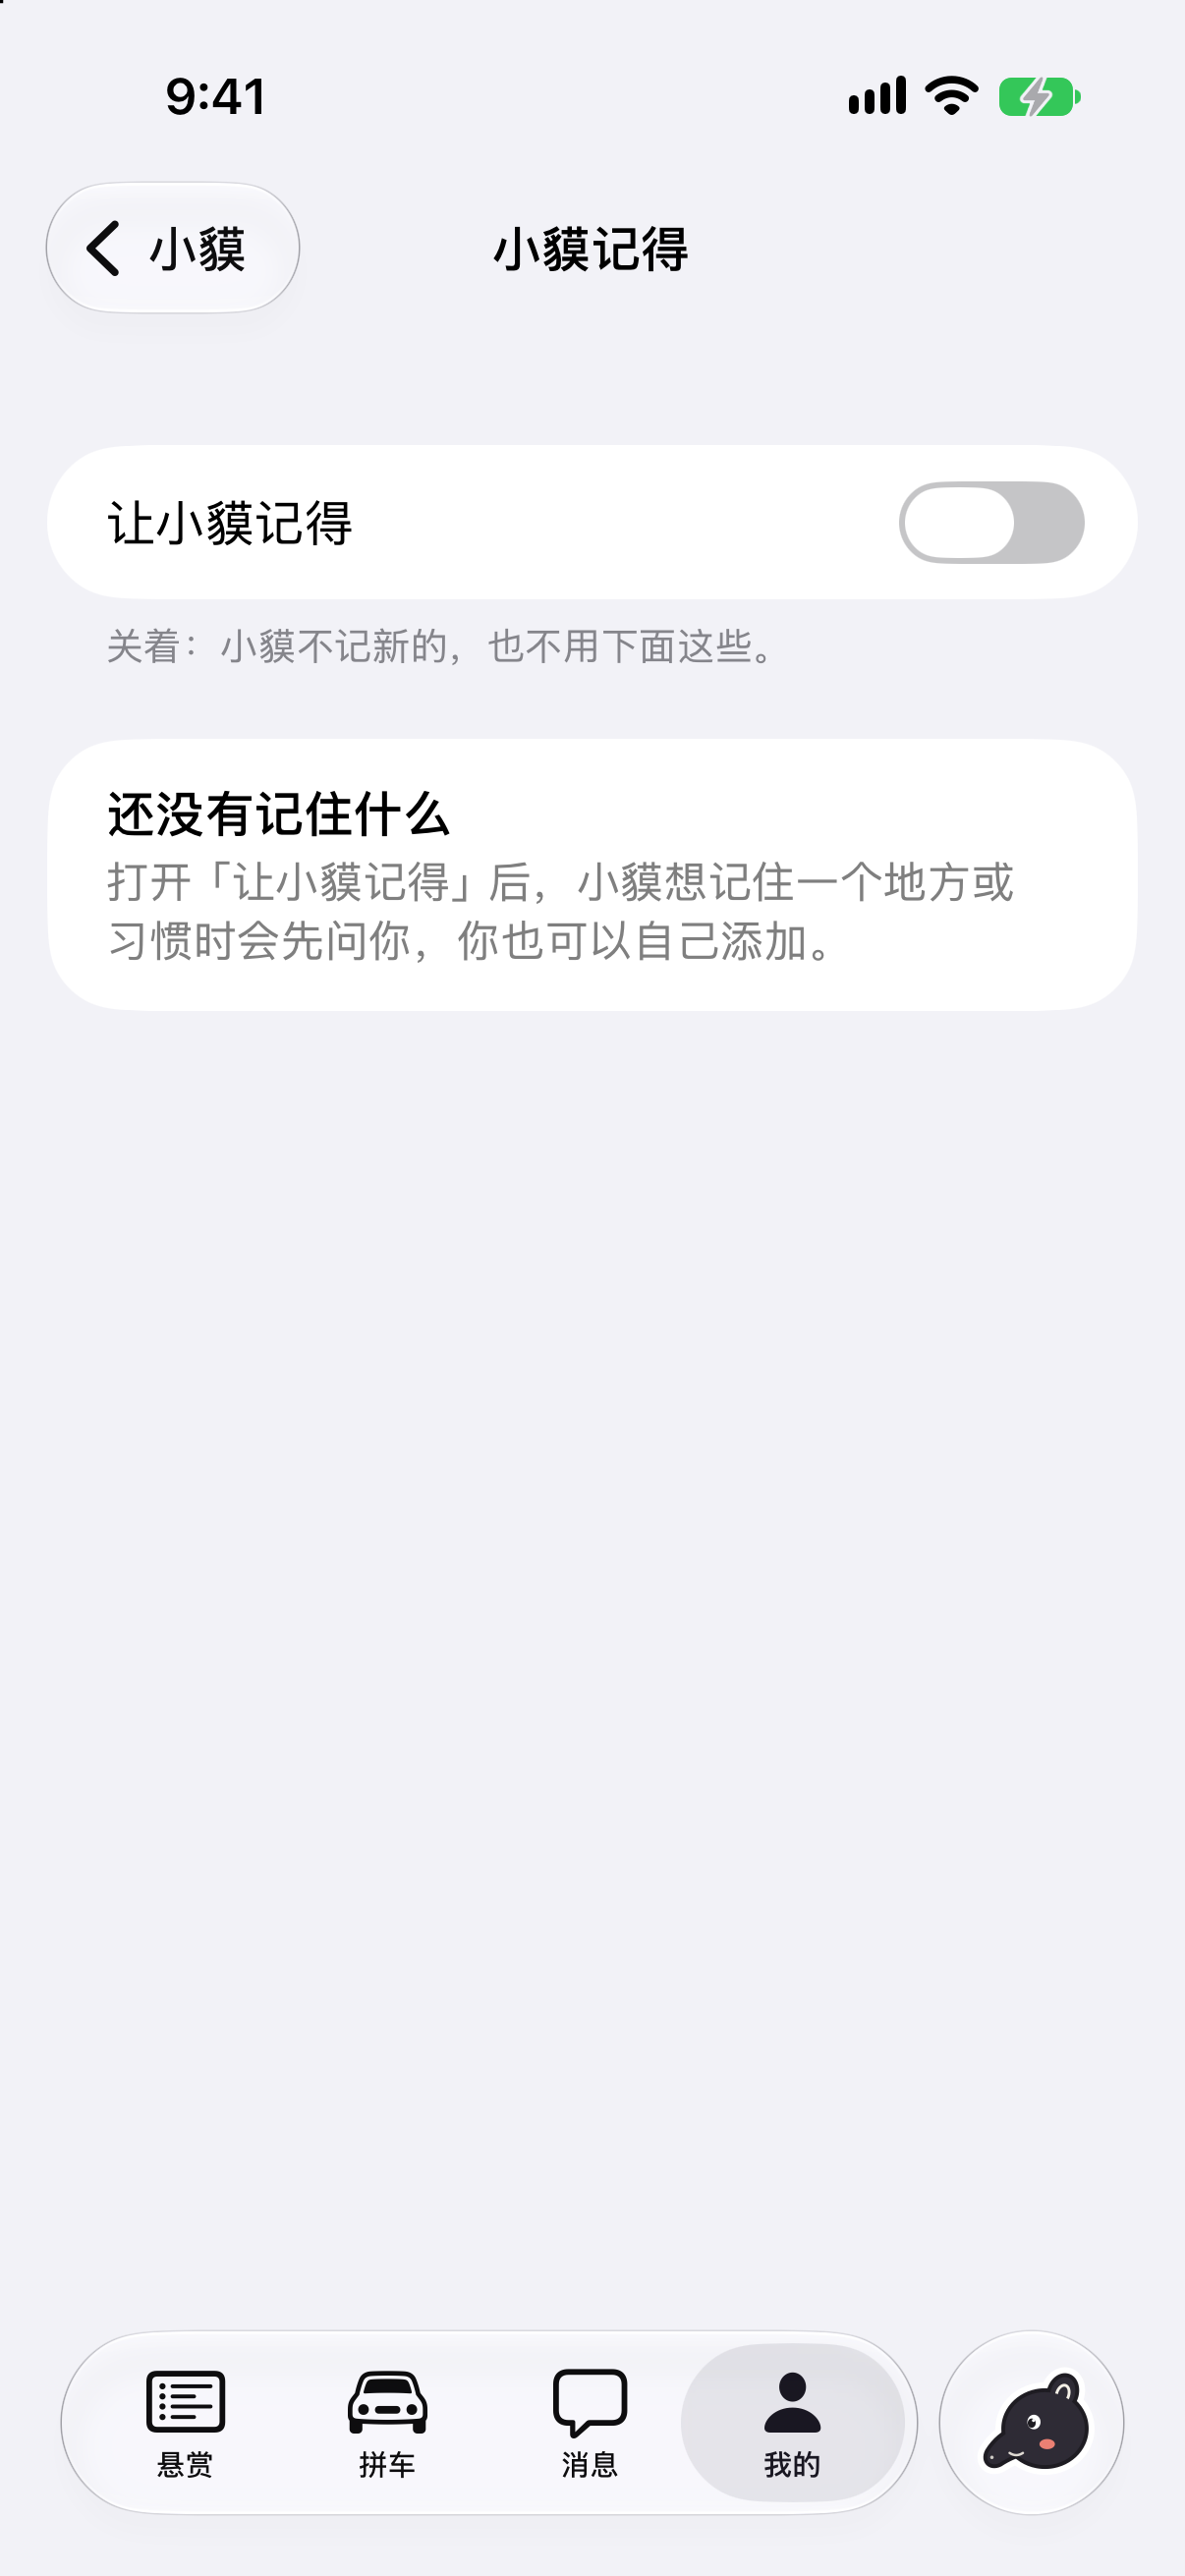 9:41
小貘
小貘记得
让小貘记得
关着：小貘不记新的，也不用下面这些。
还没有记住什么
打开「让小貘记得」后，小貘想记住一个地方或
习惯时会先问你，你也可以自己添加。
悬赏
拼车
消息
我的